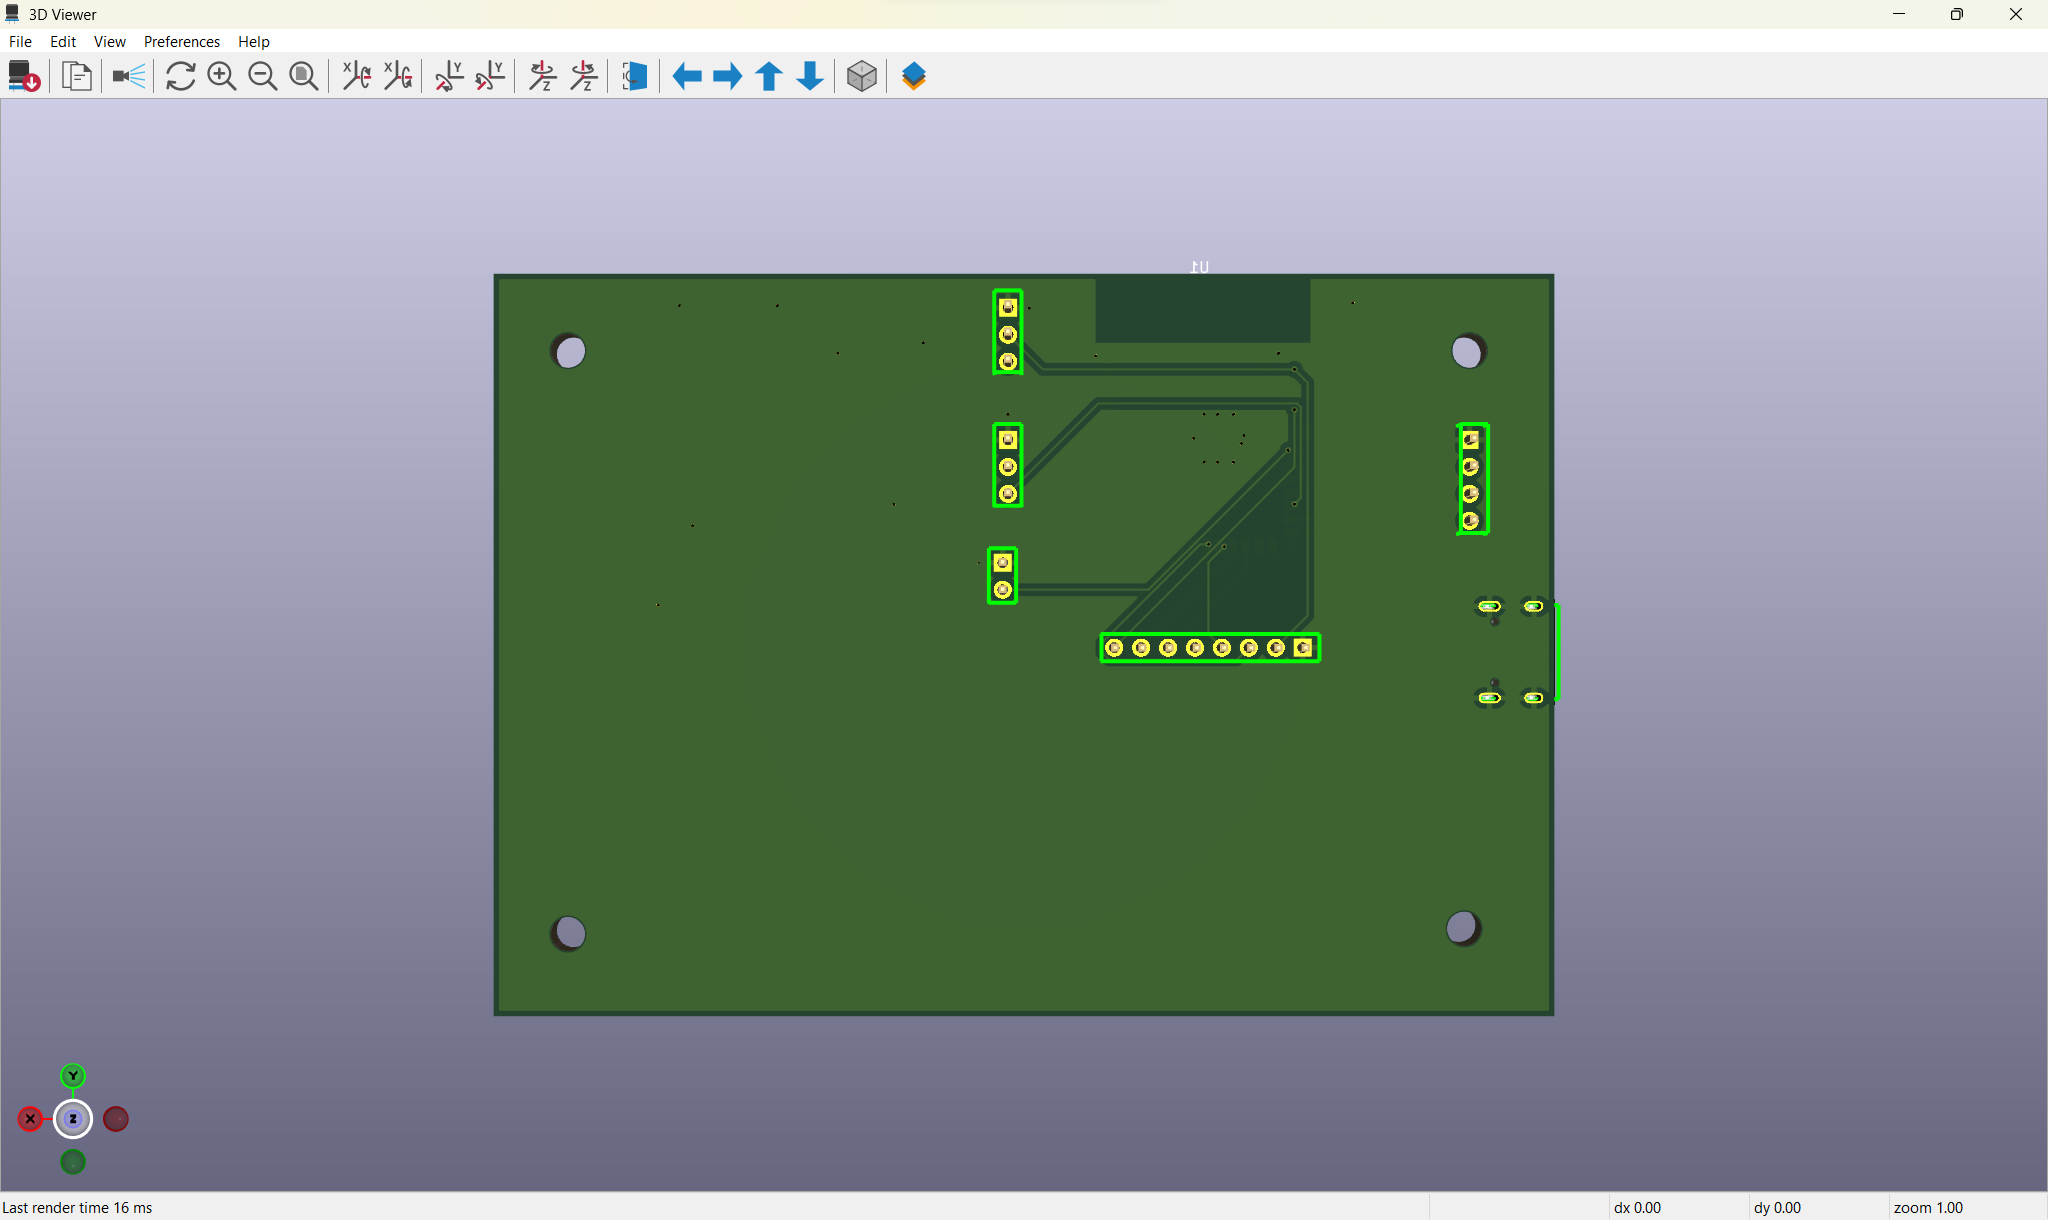 3D Viewer
File Edit View Preferences Help
X X Y Y Z Z
U1
Y
X Z
Last render time 16 ms dx 0.00 dy 0.00 zoom 1.00